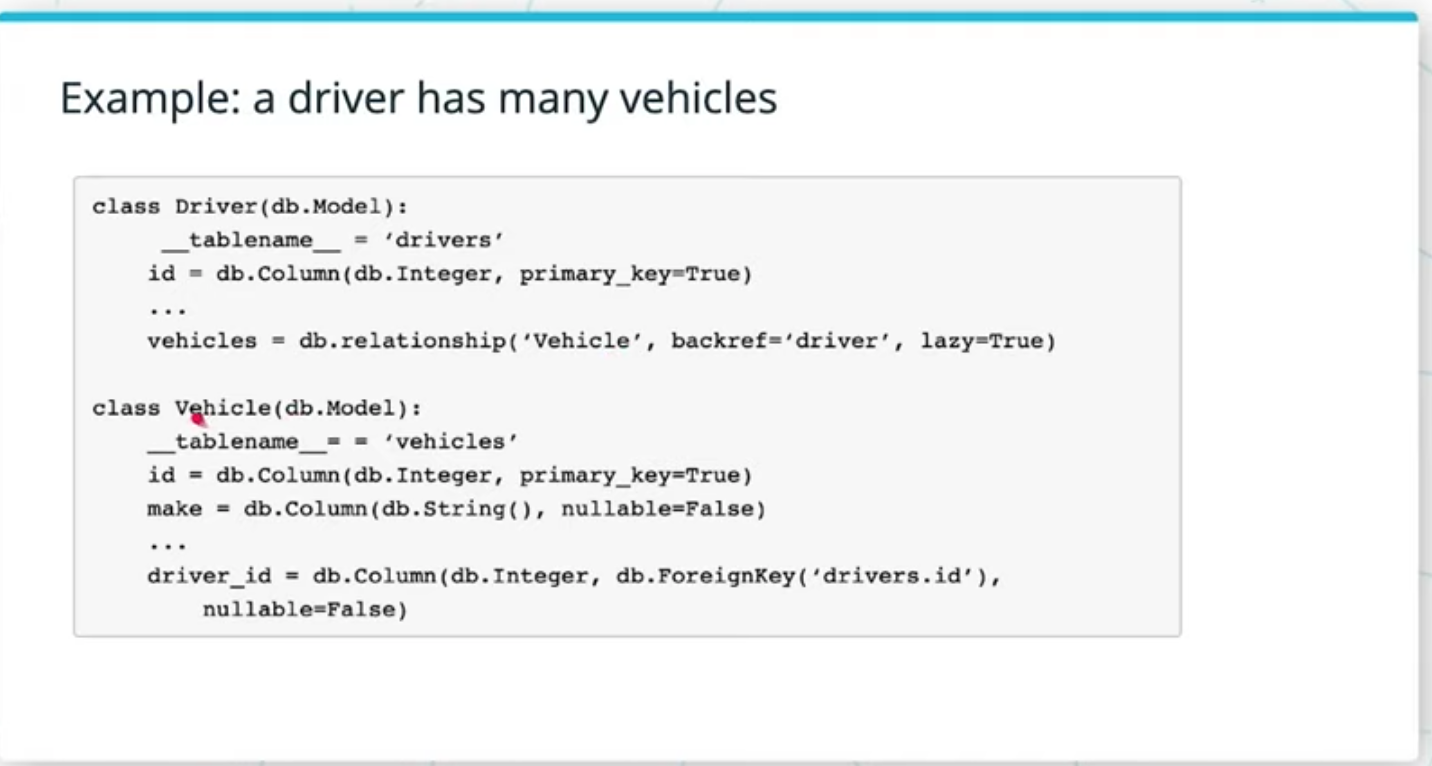 Example: a driver has many vehicles
class Driver(db.Model):
     __tablename__ = ‘drivers’
    id = db.Column(db.Integer, primary_key=True)
    ...
    vehicles = db.relationship(‘Vehicle’, backref=‘driver’, lazy=True)
class Vehicle(db.Model):
    __tablename__= = ‘vehicles’
    id = db.Column(db.Integer, primary_key=True)
    make = db.Column(db.String(), nullable=False)
    ...
    driver_id = db.Column(db.Integer, db.ForeignKey(‘drivers.id’),
        nullable=False)